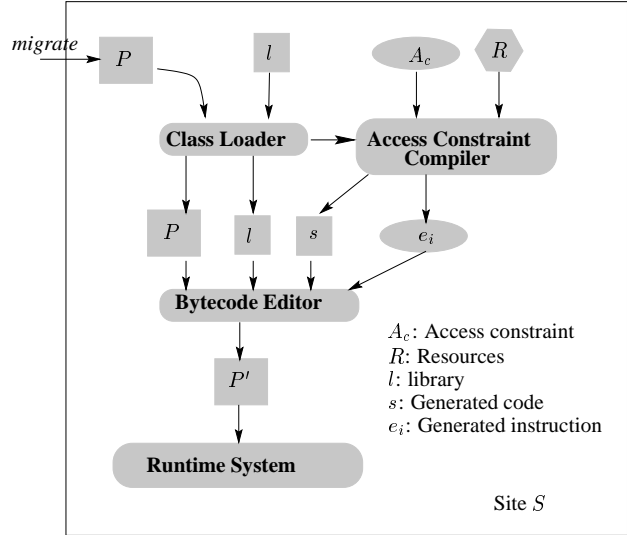 migrate
P
l
A_c
R
Class Loader
Access Constraint
Compiler
P
l
s
e_i
Bytecode Editor
A_c: Access constraint
R: Resources
l: library
s: Generated code
e_i: Generated instruction
P'
Runtime System
Site S